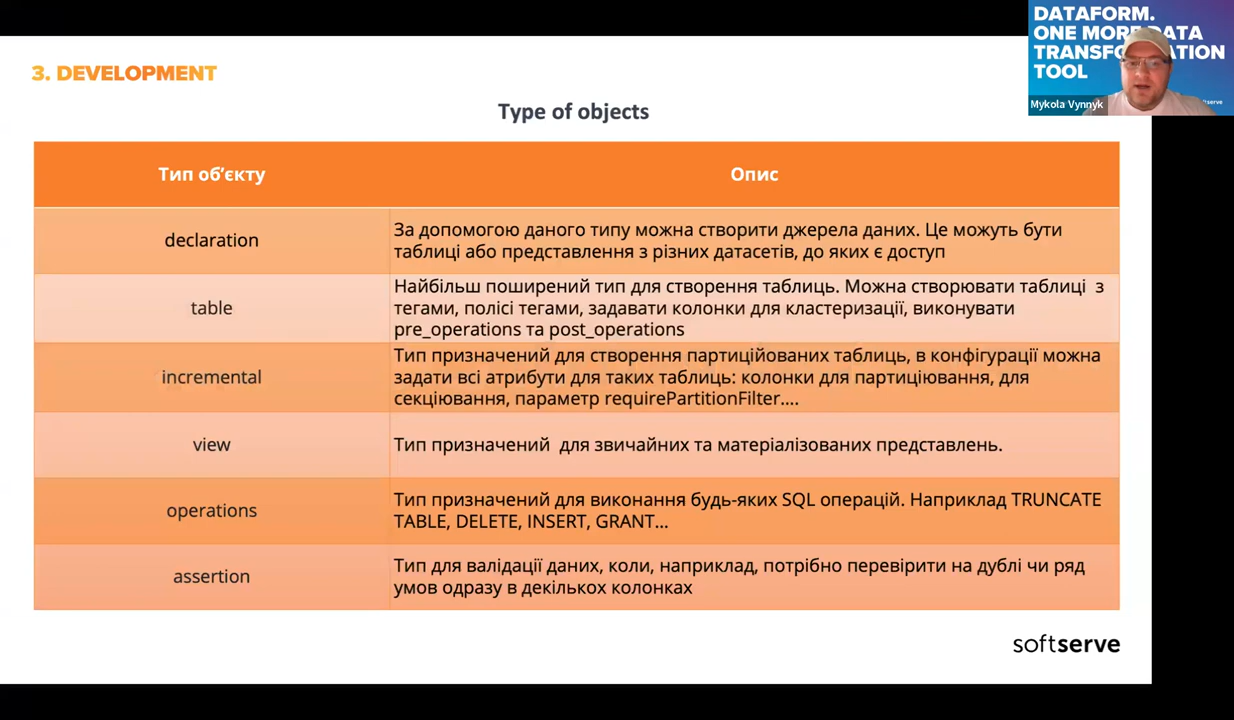 DATAFORM.
ONE MORE DATA
TRANSFORMATION
TOOL
Mykola Vynnyk
3. DEVELOPMENT
Type of objects
Тип об’єкту
Опис
declaration
За допомогою даного типу можна створити джерела даних. Це можуть бути
таблиці або представлення з різних датасетів, до яких є доступ
table
Найбільш поширений тип для створення таблиць. Можна створювати таблиці з
тегами, полісі тегами, задавати колонки для кластеризації, виконувати
pre_operations та post_operations
incremental
Тип призначений для створення партиційованих таблиць, в конфігурації можна
задати всі атрибути для таких таблиць: колонки для партиціювання, для
секціювання, параметр requirePartitionFilter....
view
Тип призначений для звичайних та матеріалізованих представлень.
operations
Тип призначений для виконання будь-яких SQL операцій. Наприклад TRUNCATE
TABLE, DELETE, INSERT, GRANT...
assertion
Тип для валідації даних, коли, наприклад, потрібно перевірити на дублі чи ряд
умов одразу в декількох колонках
softserve